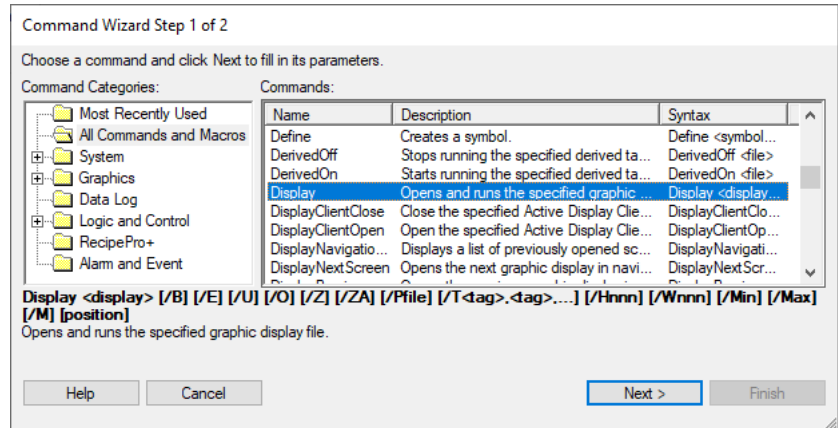 Command Wizard Step 1 of 2
Choose a command and click Next to fill in its parameters.
Command Categories:
Commands:
Most Recently Used
All Commands and Macros
System
Graphics
Data Log
Logic and Control
RecipePro+
Alarm and Event
Name Description Syntax
Define Creates a symbol. Define <symbol...
DerivedOff Stops running the specified derived ta... DerivedOff <file>
DerivedOn Starts running the specified derived ta... DerivedOn <file>
Display Opens and runs the specified graphic ... Display <display...
DisplayClientClose Close the specified Active Display Clie... DisplayClientClo...
DisplayClientOpen Open the specified Active Display Clie... DisplayClientOp...
DisplayNavigatio... Displays a list of previously opened sc... DisplayNavigati...
DisplayNextScreen Opens the next graphic display in navi... DisplayNextScr...
Display <display> [/B] [/E] [/U] [/O] [/Z] [/ZA] [/Pfile] [/T<tag>,<tag>,...] [/Hnnn] [/Wnnn] [/Min] [/Max]
[/M] [position]
Opens and runs the specified graphic display file.
Help Cancel Next > Finish